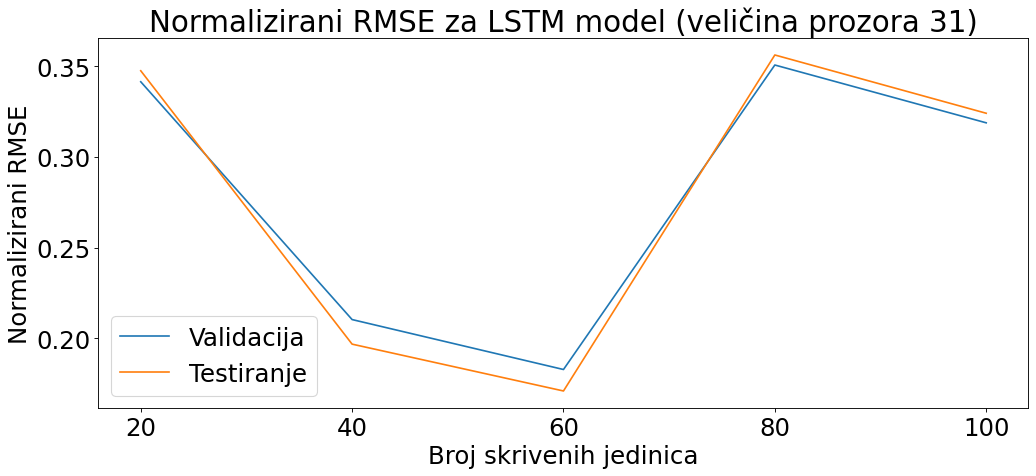 Normalizirani RMSE za LSTM model (veličina prozora 31)
Normalizirani RMSE
0.35
0.30
0.25
0.20
Validacija
Testiranje
20 40 60 80 100
Broj skrivenih jedinica